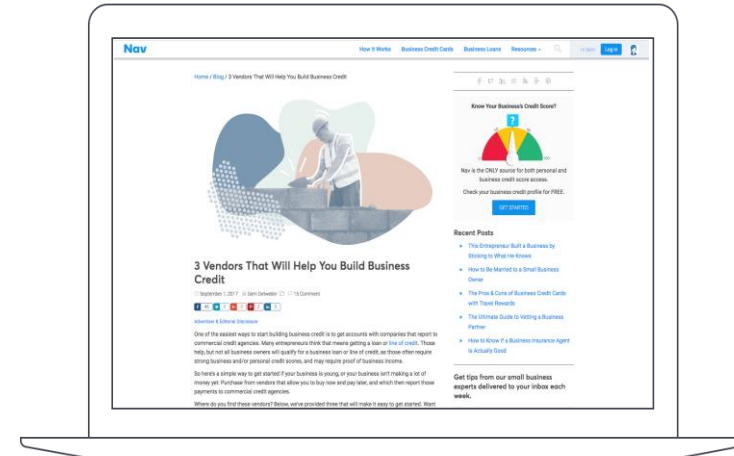 Nav
How It Works Business Credit Cards Business Loans Resources
Log In
Home / Blog / 3 Vendors That Will Help You Build Business Credit
Know Your Business's Credit Score?
?
Nav is the ONLY source for both personal and
business credit score access.
Check your business credit profile for FREE.
GET STARTED
Recent Posts
This Entrepreneur Built a Business by
Sticking to What He Knows
How to Be Married to a Small Business
Owner
The Pros & Cons of Business Credit Cards
with Travel Rewards
The Ultimate Guide to Vetting a Business
Partner
How to Know if a Business Insurance Agent
Is Actually Good
Get tips from our small business
experts delivered to your inbox each
week.
3 Vendors That Will Help You Build Business
Credit
September 7, 2017 Gerri Detweiler 15 Comment
Advertiser & Editorial Disclosure
One of the easiest ways to start building business credit is to get accounts with companies that report to
commercial credit agencies. Many entrepreneurs think that means getting a loan or line of credit. Those
help, but not all business owners will qualify for a business loan or line of credit, as those often require
strong business and/or personal credit scores, and may require proof of business income.
So here's a simple way to get started if your business is young, or your business isn't making a lot of
money yet: Purchase from vendors that allow you to buy now and pay later, and which then report those
payments to commercial credit agencies.
Where do you find these vendors? Below, we've provided three that will make it easy to get started. Want